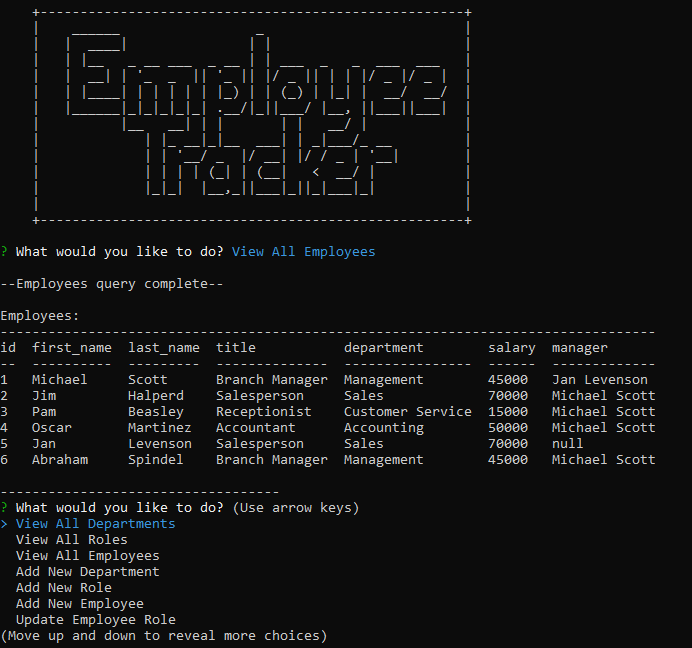 Employee
Tracker
? What would you like to do? View All Employees
--Employees query complete--
Employees:
---------------------------------------------------------------------------------
id  first_name  last_name  title           department        salary  manager
--  ----------  ---------  --------------  ----------------  ------  -------------
1   Michael     Scott      Branch Manager  Management        45000   Jan Levenson
2   Jim         Halperd    Salesperson     Sales             70000   Michael Scott
3   Pam         Beasley    Receptionist    Customer Service  15000   Michael Scott
4   Oscar       Martinez   Accountant      Accounting        50000   Michael Scott
5   Jan         Levenson   Salesperson     Sales             70000   null
6   Abraham     Spindel    Branch Manager  Management        45000   Michael Scott
-----------------------------------
? What would you like to do? (Use arrow keys)
> View All Departments
View All Roles
View All Employees
Add New Department
Add New Role
Add New Employee
Update Employee Role
(Move up and down to reveal more choices)